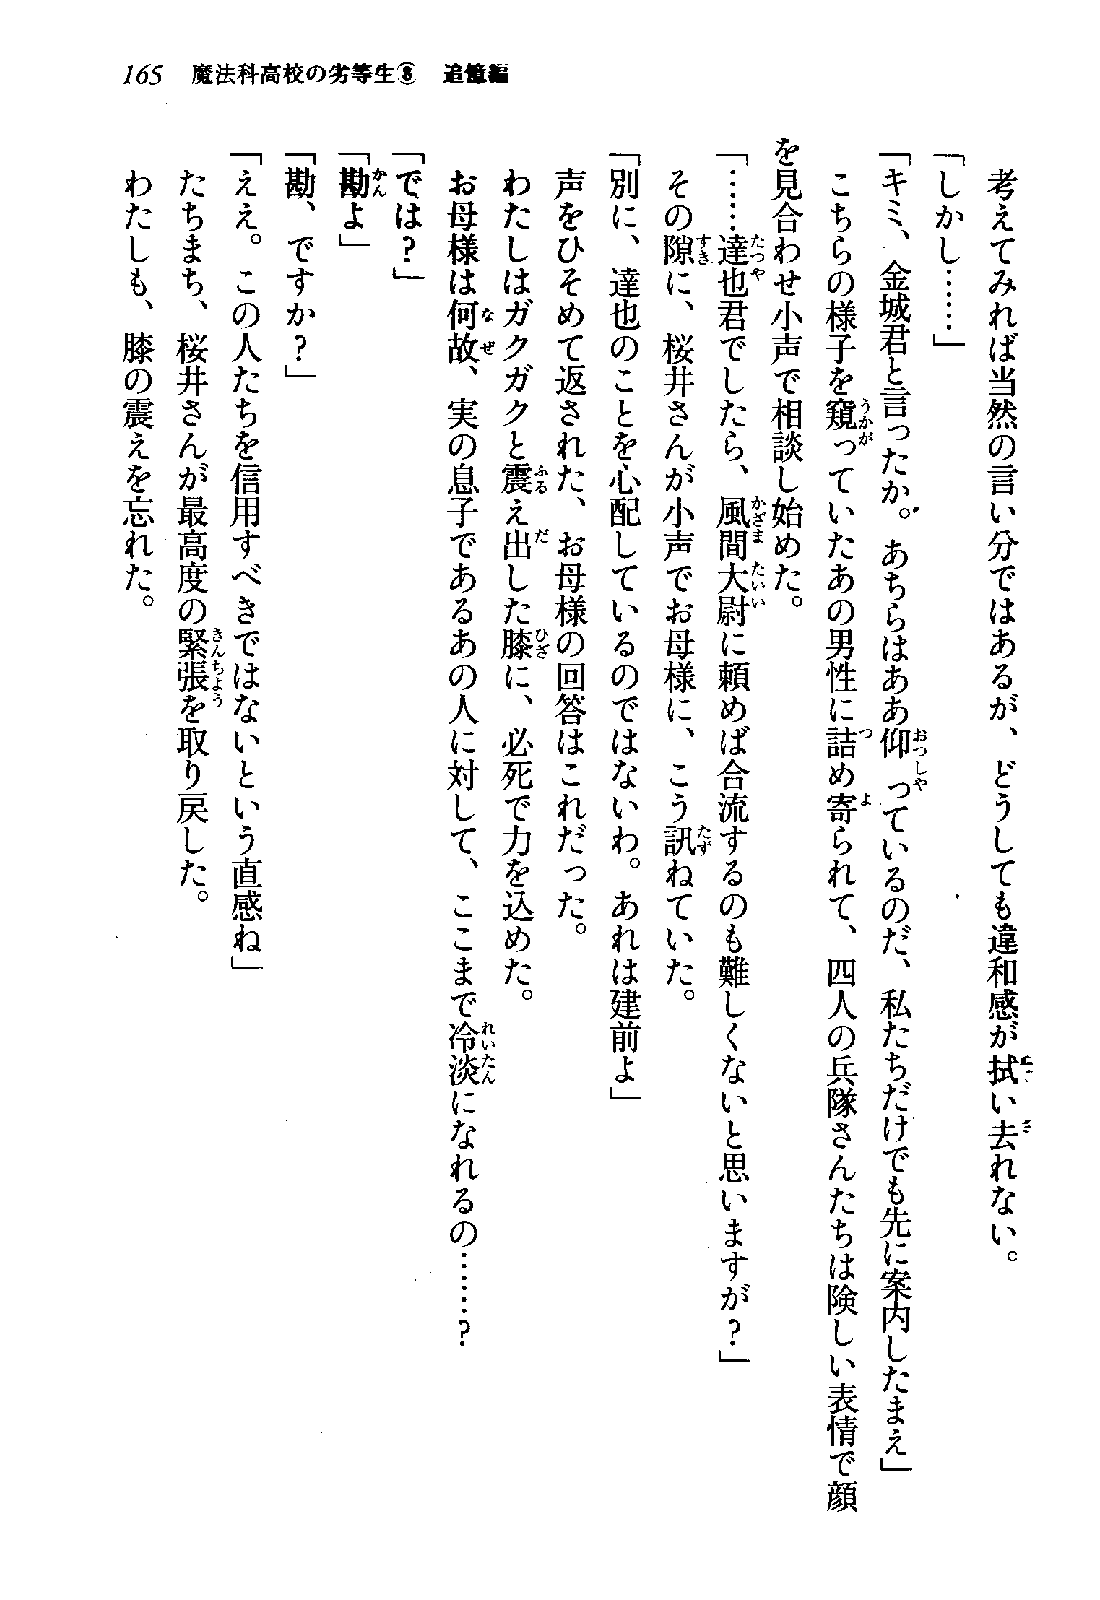 165　魔法科高校の劣等生⑧　追憶編
考えてみれば当然の言い分ではあるが、どうしても違和感が拭い去れない。
「しかし……」
「キミ、金城君と言ったか。あちらはああ仰っているのだ、私たちだけでも先に案内したまえ」
こちらの様子を窺っていたあの男性に詰め寄られて、四人の兵隊さんたちは険しい表情で顔
を見合わせ小声で相談し始めた。
「……達也君でしたら、風間大尉に頼めば合流するのも難しくないと思いますが？」
その隙に、桜井さんが小声でお母様に、こう訊ねていた。
「別に、達也のことを心配しているのではないわ。あれは建前よ」
声をひそめて返された、お母様の回答はこれだった。
わたしはガクガクと震え出した膝に、必死で力を込めた。
お母様は何故、実の息子であるあの人に対して、ここまで冷淡になれるの……？
「では？」
「勘よ」
「勘、ですか？」
「ええ。この人たちを信用すべきではないという直感ね」
たちまち、桜井さんが最高度の緊張を取り戻した。
わたしも、膝の震えを忘れた。